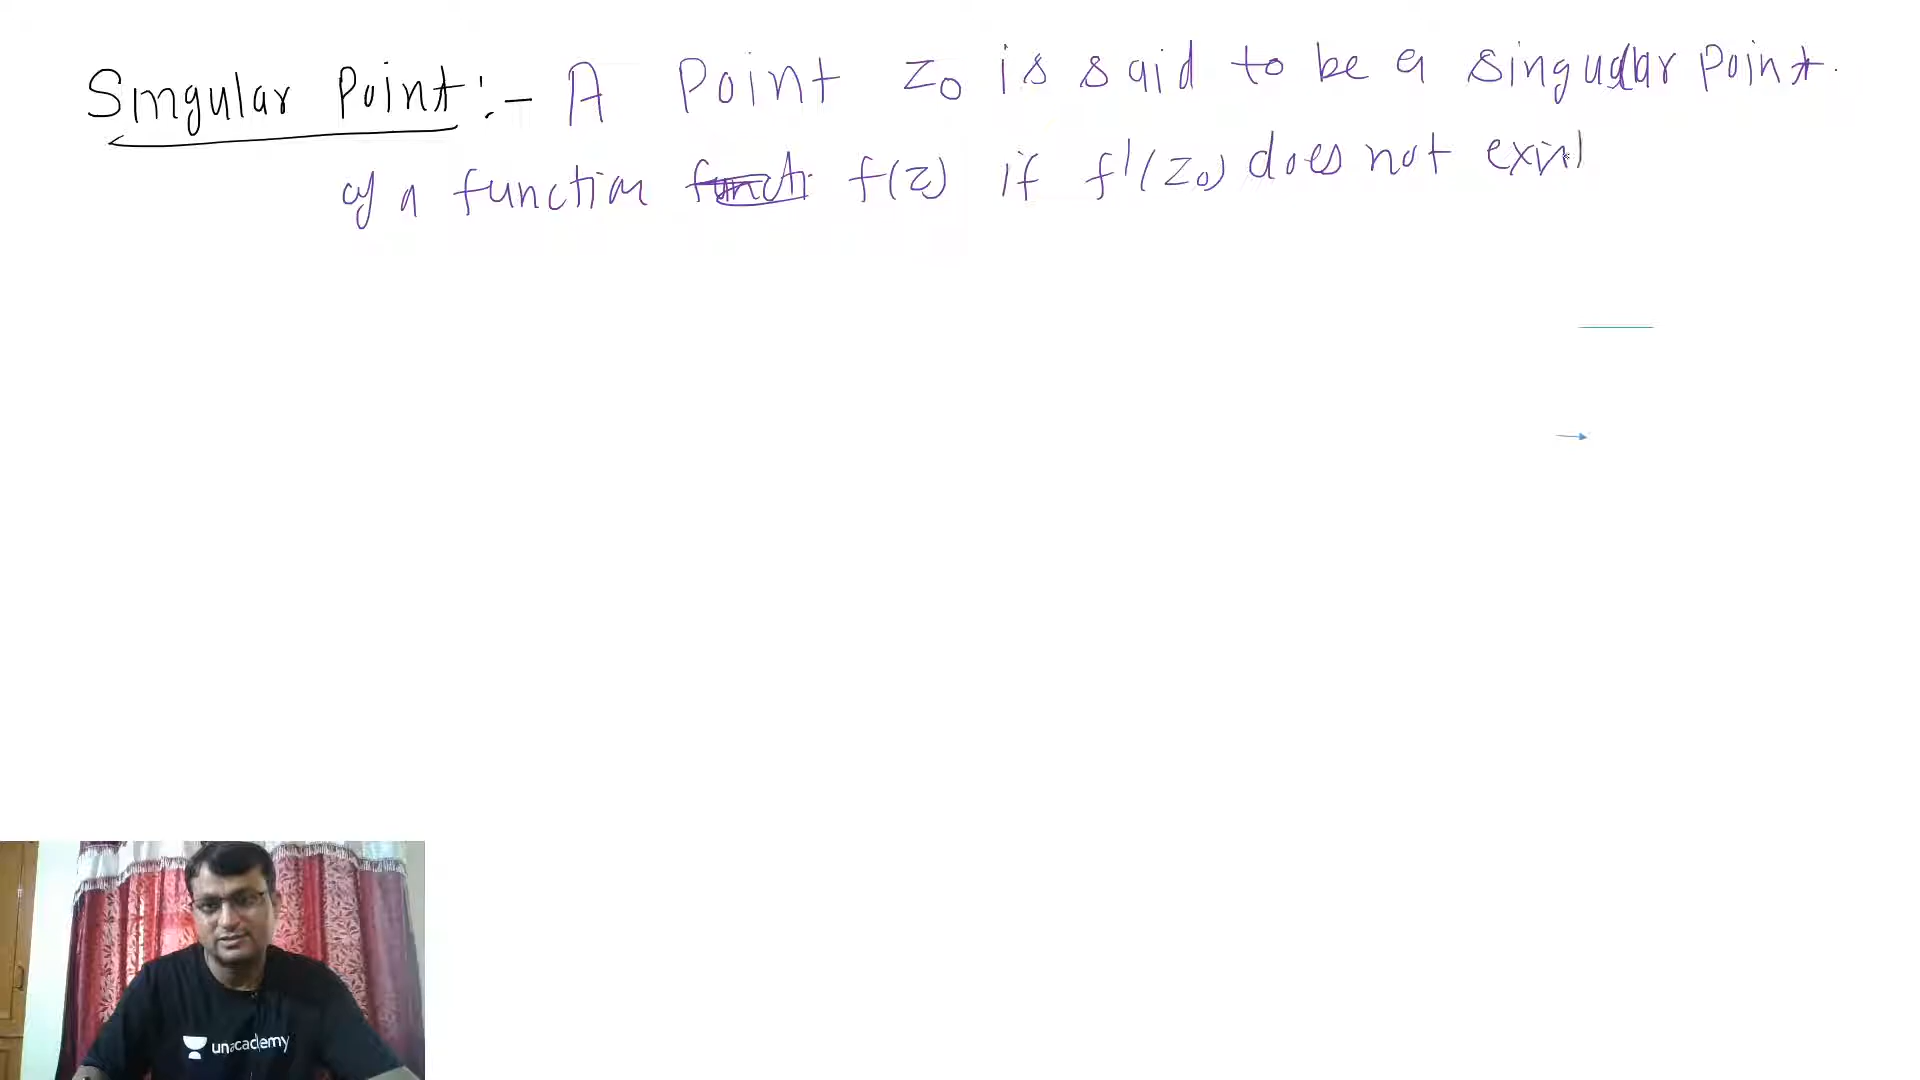 Singular Point :- A Point z₀ is said to be a singular point.
of a function f(z) if f'(z₀) does not exist
unacademy